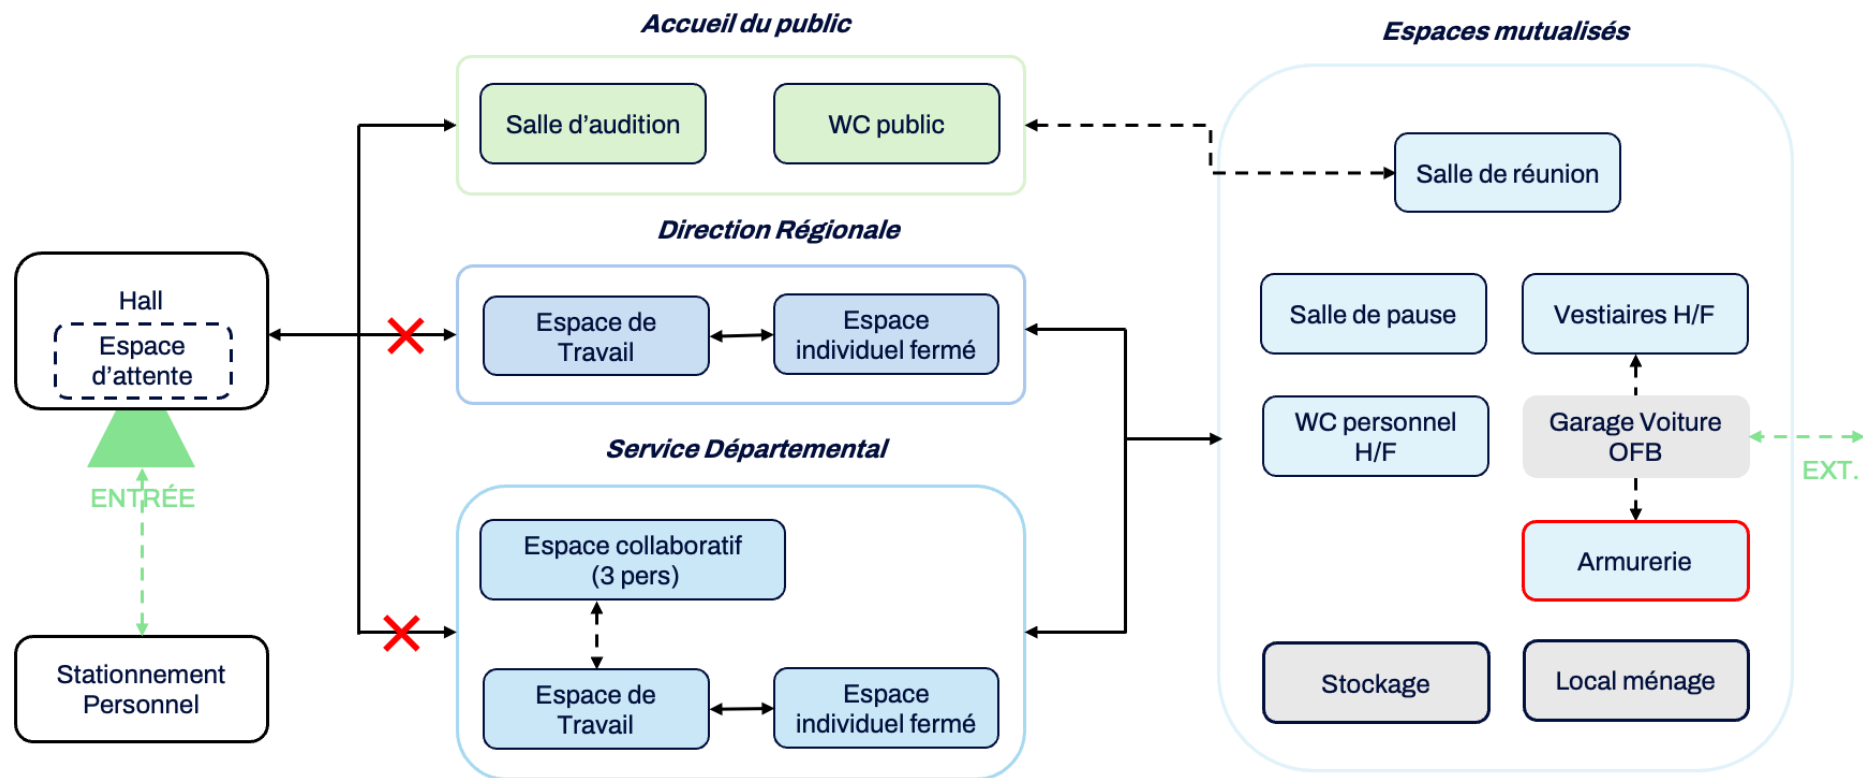 Accueil du public
Espaces mutualisés
Salle d'audition
WC public
Salle de réunion
Direction Régionale
Hall
Espace
d'attente
Espace de
Travail
Espace
individuel fermé
Salle de pause
Vestiaires H/F
WC personnel
H/F
Garage Voiture
OFB
EXT.
Service Départemental
ENTRÉE
Espace collaboratif
(3 pers)
Armurerie
Stationnement
Personnel
Espace de
Travail
Espace
individuel fermé
Stockage
Local ménage